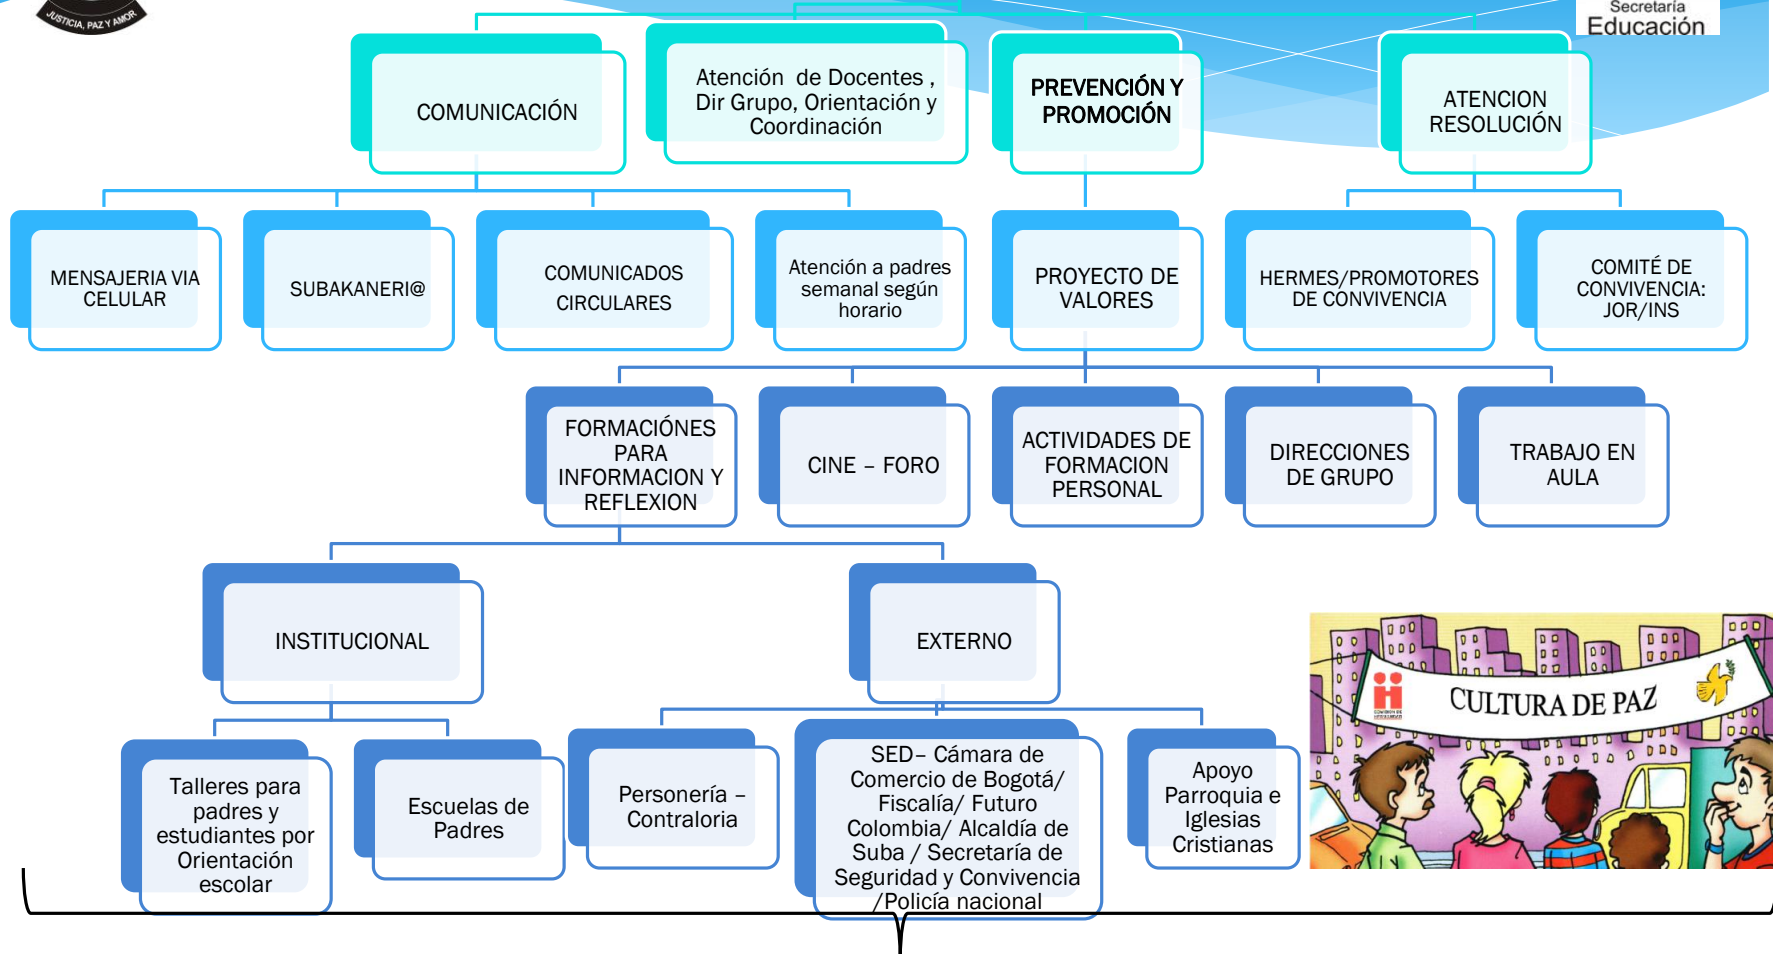 JUSTICIA, PAZ Y AMOR
Secretaría
Educación
COMUNICACIÓN
Atención  de Docentes ,
Dir Grupo, Orientación y
Coordinación
PREVENCIÓN Y
PROMOCIÓN
ATENCION
RESOLUCIÓN
MENSAJERIA VIA
CELULAR
SUBAKANERI@
COMUNICADOS
CIRCULARES
Atención a padres
semanal según
horario
PROYECTO DE
VALORES
HERMES/PROMOTORES
DE CONVIVENCIA
COMITÉ DE
CONVIVENCIA:
JOR/INS
FORMACIÓNES
PARA
INFORMACION Y
REFLEXION
CINE – FORO
ACTIVIDADES DE
FORMACION
PERSONAL
DIRECCIONES
DE GRUPO
TRABAJO EN
AULA
INSTITUCIONAL
EXTERNO
Talleres para
padres y
estudiantes por
Orientación
escolar
Escuelas de
Padres
Personería –
Contraloria
SED– Cámara de
Comercio de Bogotá/
Fiscalía/ Futuro
Colombia/ Alcaldía de
Suba / Secretaría de
Seguridad y Convivencia
/Policía nacional
Apoyo
Parroquia e
Iglesias
Cristianas
CULTURA DE PAZ